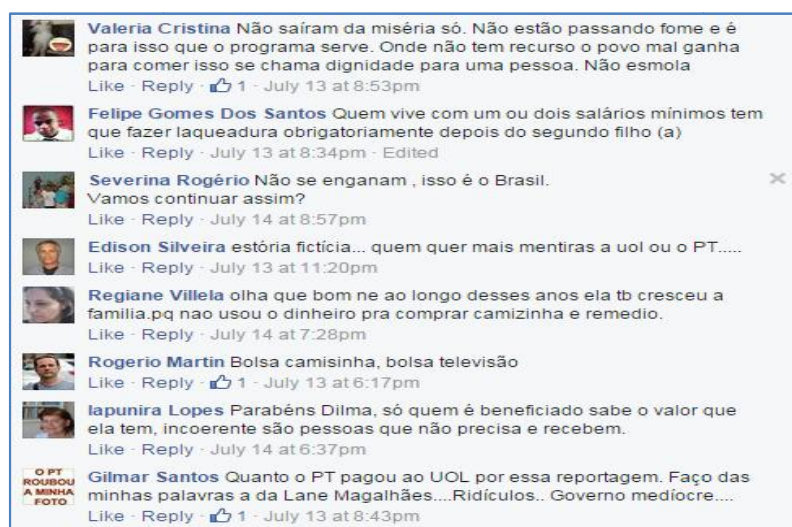 Valeria Cristina Não saíram da miséria só. Não estão passando fome e é
para isso que o programa serve. Onde não tem recurso o povo mal ganha
para comer isso se chama dignidade para uma pessoa. Não esmola
Like · Reply · 1 · July 13 at 8:53pm
Felipe Gomes Dos Santos Quem vive com um ou dois salários mínimos tem
que fazer laqueadura obrigatoriamente depois do segundo filho (a)
Like · Reply · July 13 at 8:34pm · Edited
Severina Rogério Não se enganam , isso é o Brasil.
Vamos continuar assim?
Like · Reply · July 14 at 8:57pm
Edison Silveira estória fictícia... quem quer mais mentiras a uol ou o PT.....
Like · Reply · July 13 at 11:20pm
Regiane Villela olha que bom ne ao longo desses anos ela tb cresceu a
familia.pq nao usou o dinheiro pra comprar camizinha e remedio.
Like · Reply · July 14 at 7:28pm
Rogerio Martin Bolsa camisinha, bolsa televisão
Like · Reply · 1 · July 13 at 6:17pm
Iapunira Lopes Parabéns Dilma, só quem é beneficiado sabe o valor que
ela tem, incoerente são pessoas que não precisa e recebem.
Like · Reply · July 14 at 6:37pm
O PT
ROUBOU
A MINHA
FOTO
Gilmar Santos Quanto o PT pagou ao UOL por essa reportagem. Faço das
minhas palavras a da Lane Magalhães....Ridículos.. Governo medíocre....
Like · Reply · 1 · July 13 at 8:43pm